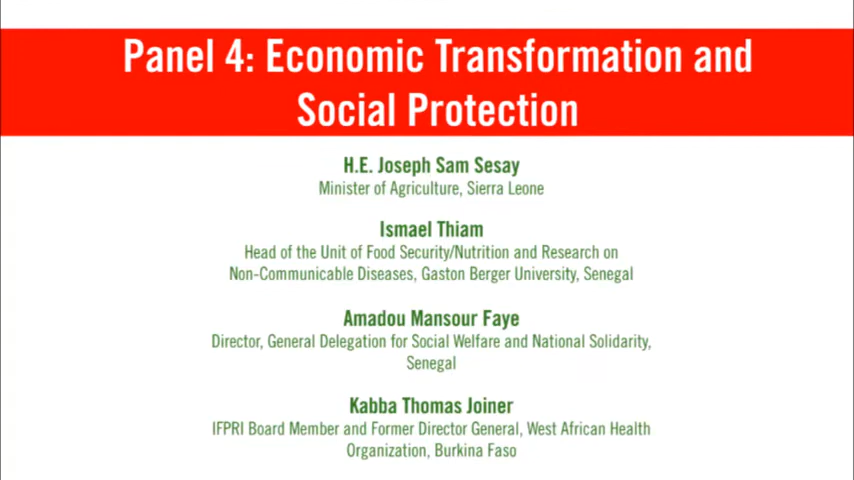 Panel 4: Economic Transformation and
Social Protection
H.E. Joseph Sam Sesay
Minister of Agriculture, Sierra Leone
Ismael Thiam
Head of the Unit of Food Security/Nutrition and Research on
Non-Communicable Diseases, Gaston Berger University, Senegal
Amadou Mansour Faye
Director, General Delegation for Social Welfare and National Solidarity,
Senegal
Kabba Thomas Joiner
IFPRI Board Member and Former Director General, West African Health
Organization, Burkina Faso